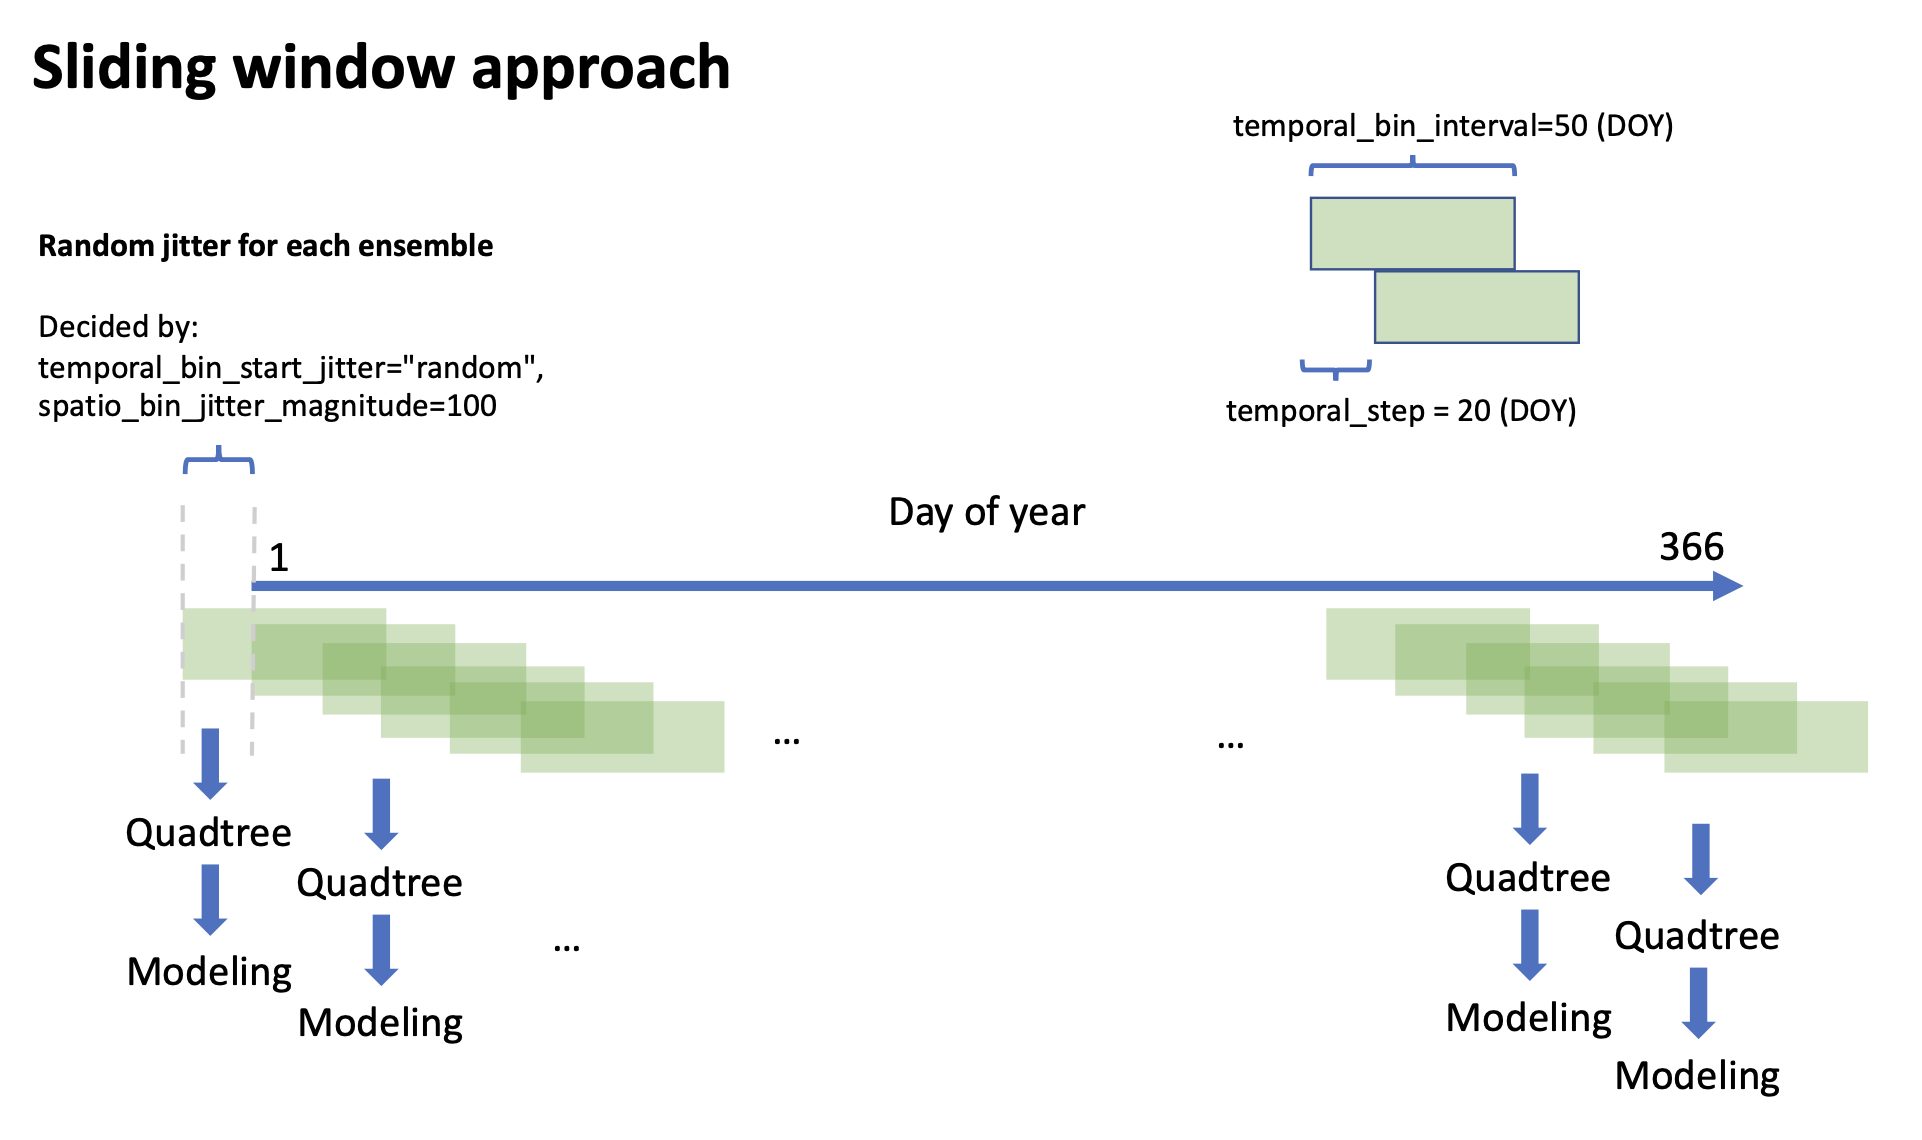 Sliding window approach
temporal_bin_interval=50 (DOY)
Random jitter for each ensemble
Decided by:
temporal_bin_start_jitter="random",
spatio_bin_jitter_magnitude=100
temporal_step = 20 (DOY)
Day of year
1
366
...
...
Quadtree
Quadtree
Quadtree
Quadtree
...
Modeling
Modeling
Modeling
Modeling